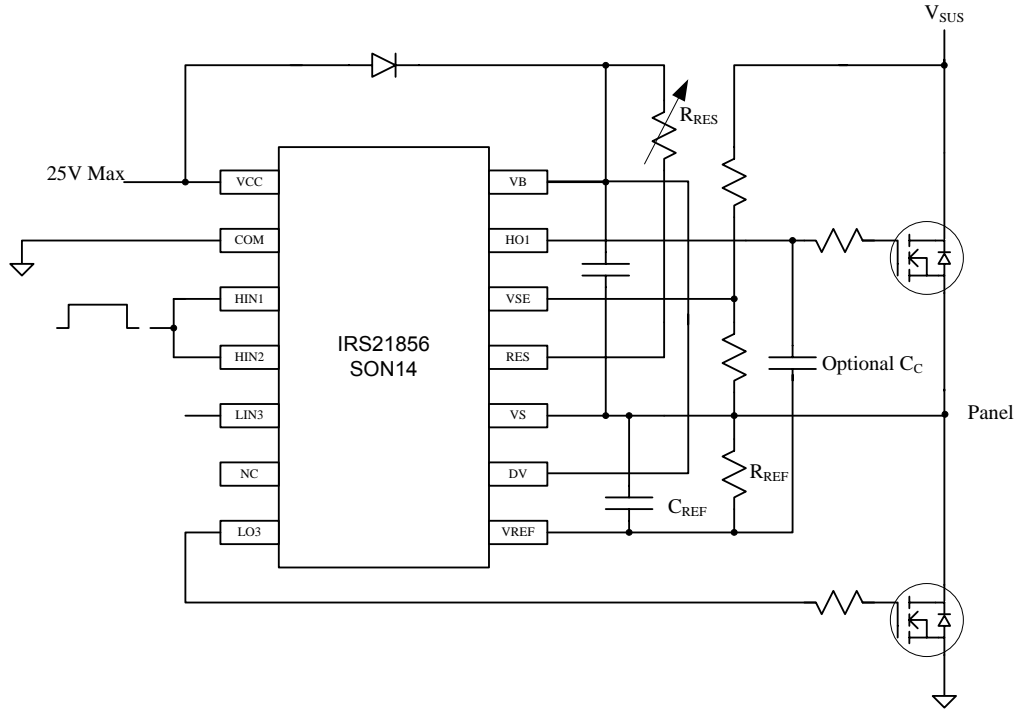 VSUS
RRES
25V Max
VCC
VB
COM
HO1
HIN1
VSE
HIN2
RES
IRS21856
SON14
Optional CC
LIN3
VS
Panel
NC
DV
RREF
CREF
LO3
VREF